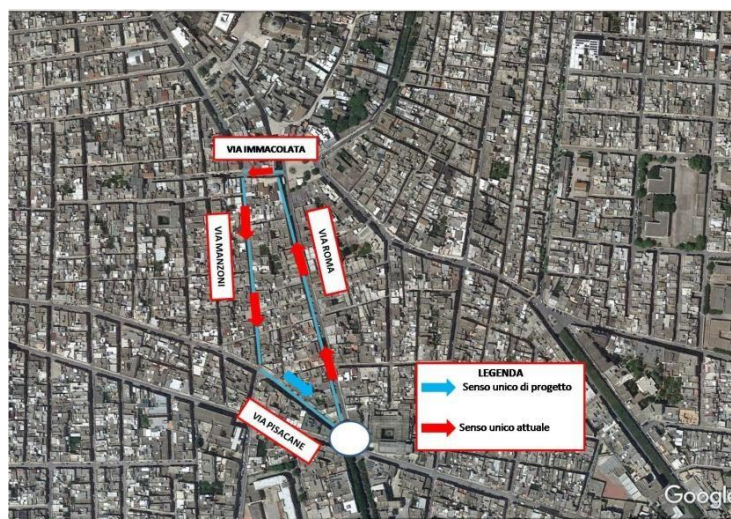 VIA IMMACOLATA
VIA MANZONI
VIA ROMA
VIA PISACANE
LEGENDA
Senso unico di progetto
Senso unico attuale
Google